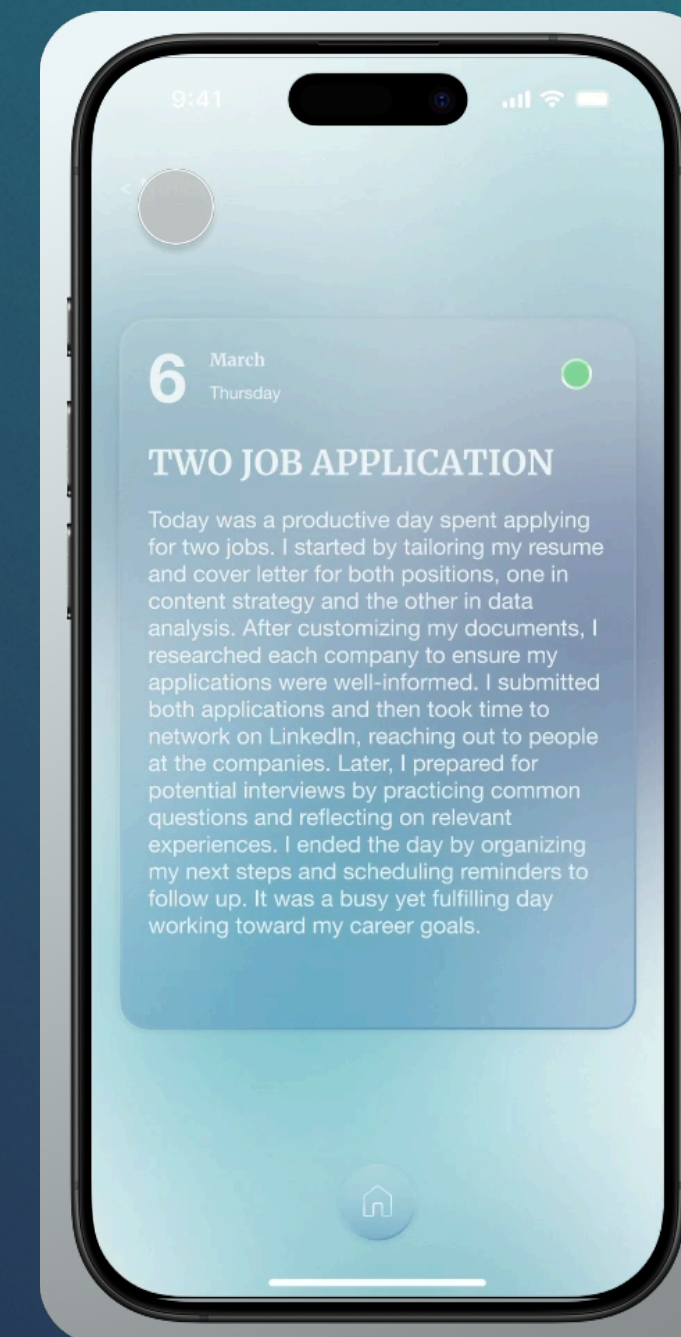 9:41
6
March
Thursday
TWO JOB APPLICATION
Today was a productive day spent applying
for two jobs. I started by tailoring my resume
and cover letter for both positions, one in
content strategy and the other in data
analysis. After customizing my documents, I
researched each company to ensure my
applications were well-informed. I submitted
both applications and then took time to
network on LinkedIn, reaching out to people
at the companies. Later, I prepared for
potential interviews by practicing common
questions and reflecting on relevant
experiences. I ended the day by organizing
my next steps and scheduling reminders to
follow up. It was a busy yet fulfilling day
working toward my career goals.